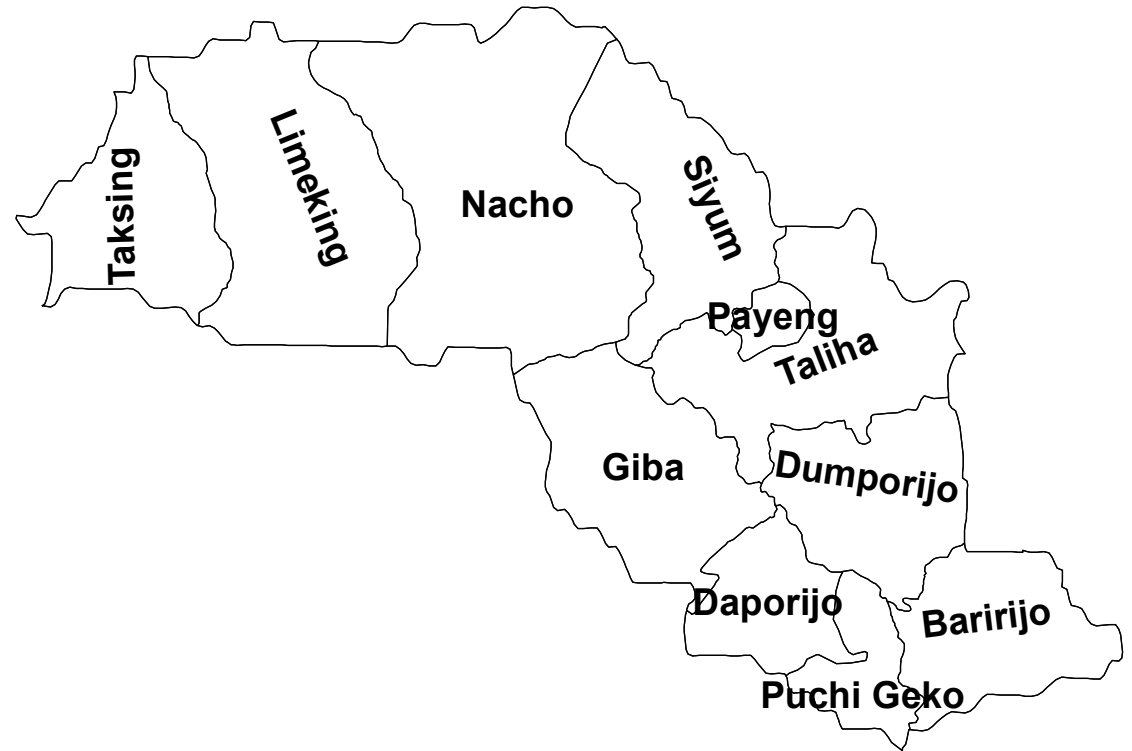 Taksing
Limeking
Nacho
Siyum
Payeng
Taliha
Giba
Dumporijo
Daporijo
Baririjo
Puchi Geko